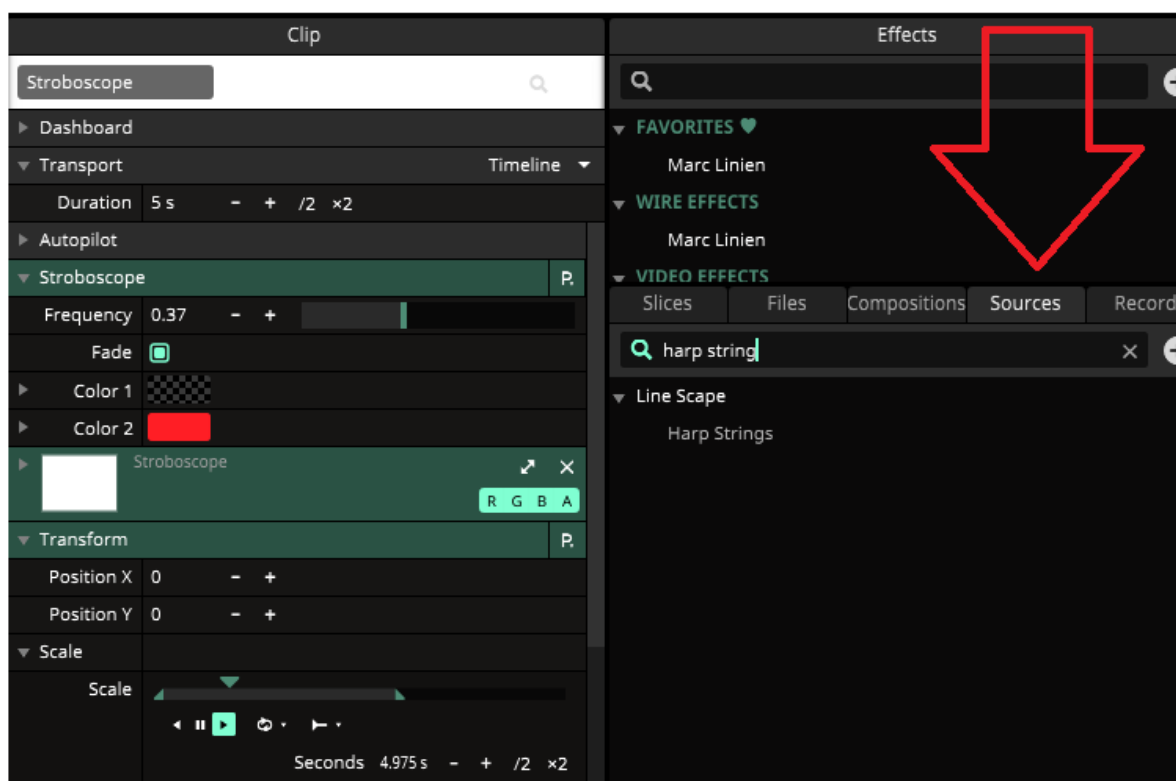 Clip
Stroboscope
Dashboard
Transport Timeline
Duration 5 s - + /2 ×2
Autopilot
Stroboscope P.
Frequency 0.37 - +
Fade
Color 1
Color 2
Stroboscope
R G B A
Transform P.
Position X 0 - +
Position Y 0 - +
Scale
Scale
Seconds 4.975 s - + /2 ×2
Effects
FAVORITES
Marc Linien
WIRE EFFECTS
Marc Linien
VIDEO EFFECTS
Slices Files Compositions Sources Record
harp string
Line Scape
Harp Strings